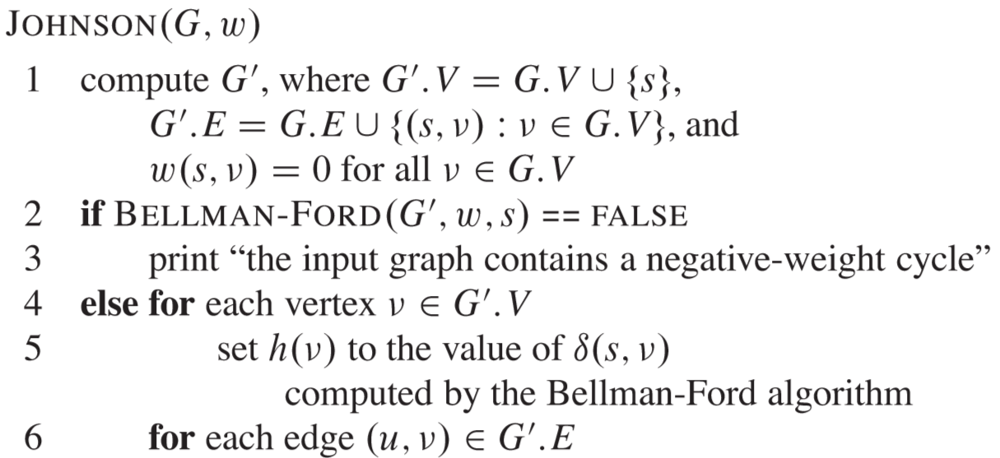 JOHNSON(G, w)
1 compute G′, where G′.V = G.V ∪ {s},
G′.E = G.E ∪ {(s, v) : v ∈ G.V}, and
w(s, v) = 0 for all v ∈ G.V
2 if BELLMAN-FORD(G′, w, s) == FALSE
3 print “the input graph contains a negative-weight cycle”
4 else for each vertex v ∈ G′.V
5 set h(v) to the value of δ(s, v)
computed by the Bellman-Ford algorithm
6 for each edge (u, v) ∈ G′.E